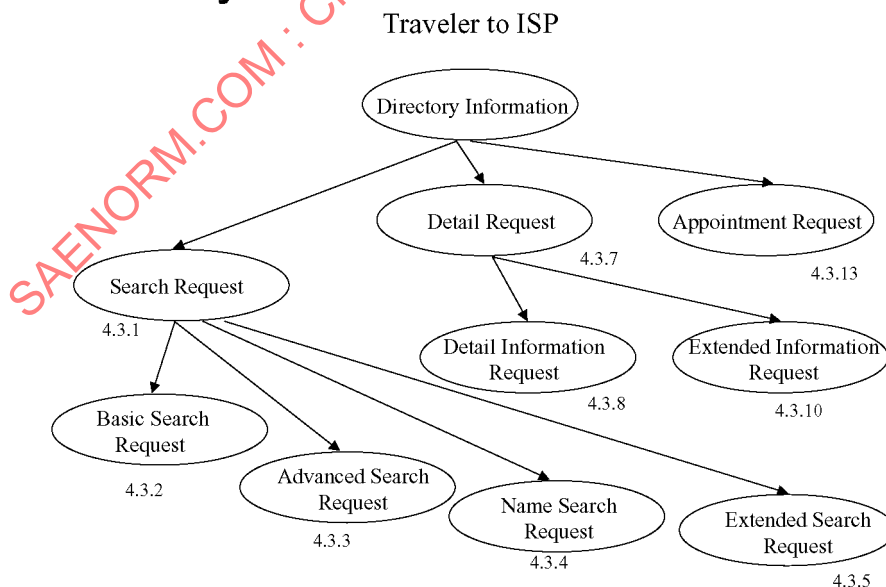 Traveler to ISP
Directory Information
Detail Request
4.3.7
Appointment Request
4.3.13
Search Request
4.3.1
Detail Information
Request
4.3.8
Extended Information
Request
4.3.10
Basic Search
Request
4.3.2
Advanced Search
Request
4.3.3
Name Search
Request
4.3.4
Extended Search
Request
4.3.5
SAENORM.COM :